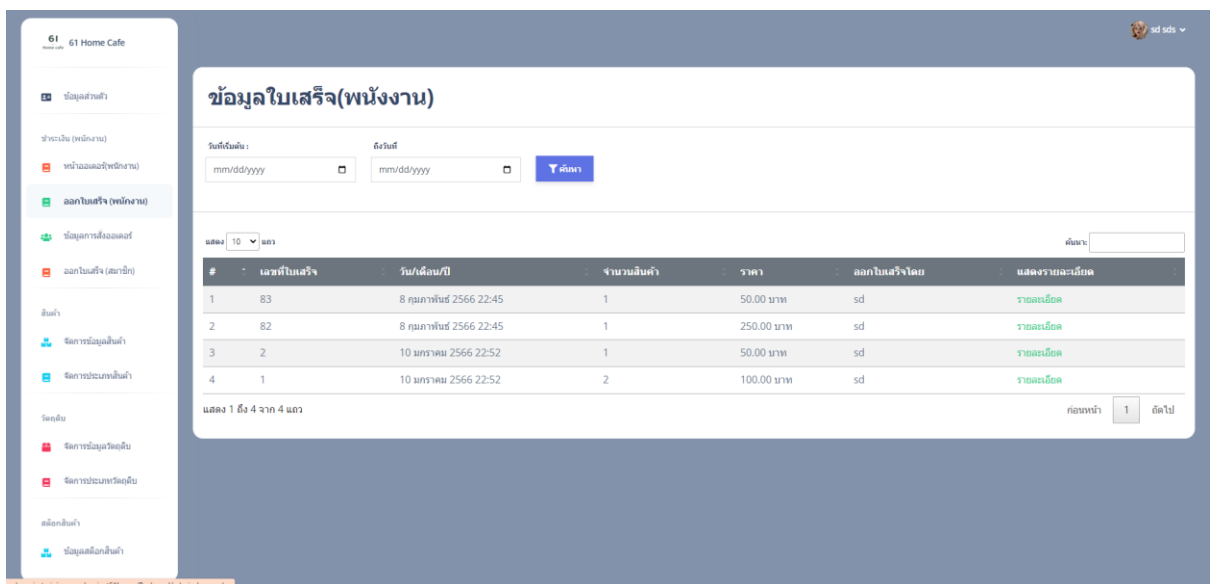 61 Home Cafe
61 Home Cafe
sd sds
ข้อมูลส่วนตัว
ชำระเงิน (พนักงาน)
หน้าออเดอร์(พนักงาน)
ออกใบเสร็จ (พนักงาน)
ข้อมูลการสั่งออเดอร์
ออกใบเสร็จ (สมาชิก)
สินค้า
จัดการข้อมูลสินค้า
จัดการประเภทสินค้า
วัตถุดิบ
จัดการข้อมูลวัตถุดิบ
จัดการประเภทวัตถุดิบ
สต็อกสินค้า
ข้อมูลสต็อกสินค้า
ข้อมูลใบเสร็จ(พนังงาน)
วันที่เริ่มต้น : ถึงวันที่
mm/dd/yyyy mm/dd/yyyy ค้นหา
แสดง 10 แถว ค้นหา:
# เลขที่ใบเสร็จ วัน/เดือน/ปี จำนวนสินค้า ราคา ออกใบเสร็จโดย แสดงรายละเอียด
1 83 8 กุมภาพันธ์ 2566 22:45 1 50.00 บาท sd รายละเอียด
2 82 8 กุมภาพันธ์ 2566 22:45 1 250.00 บาท sd รายละเอียด
3 2 10 มกราคม 2566 22:52 1 50.00 บาท sd รายละเอียด
4 1 10 มกราคม 2566 22:52 2 100.00 บาท sd รายละเอียด
แสดง 1 ถึง 4 จาก 4 แถว ก่อนหน้า 1 ถัดไป